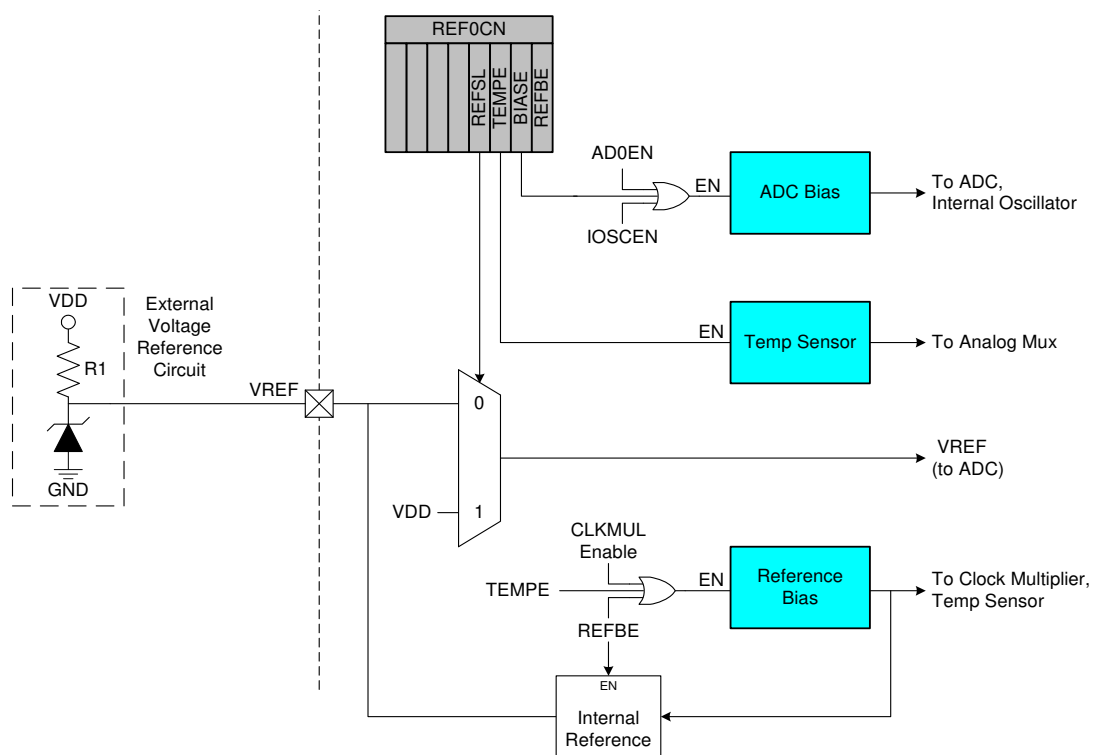 REF0CN
REFSL
TEMPE
BIASE
REFBE
AD0EN
IOSCEN
EN
ADC Bias
To ADC,
Internal Oscillator
VDD
R1
GND
External
Voltage
Reference
Circuit
VREF
EN
Temp Sensor
To Analog Mux
0
1
VDD
VREF
(to ADC)
CLKMUL
Enable
TEMPE
REFBE
EN
Reference
Bias
To Clock Multiplier,
Temp Sensor
EN
Internal
Reference